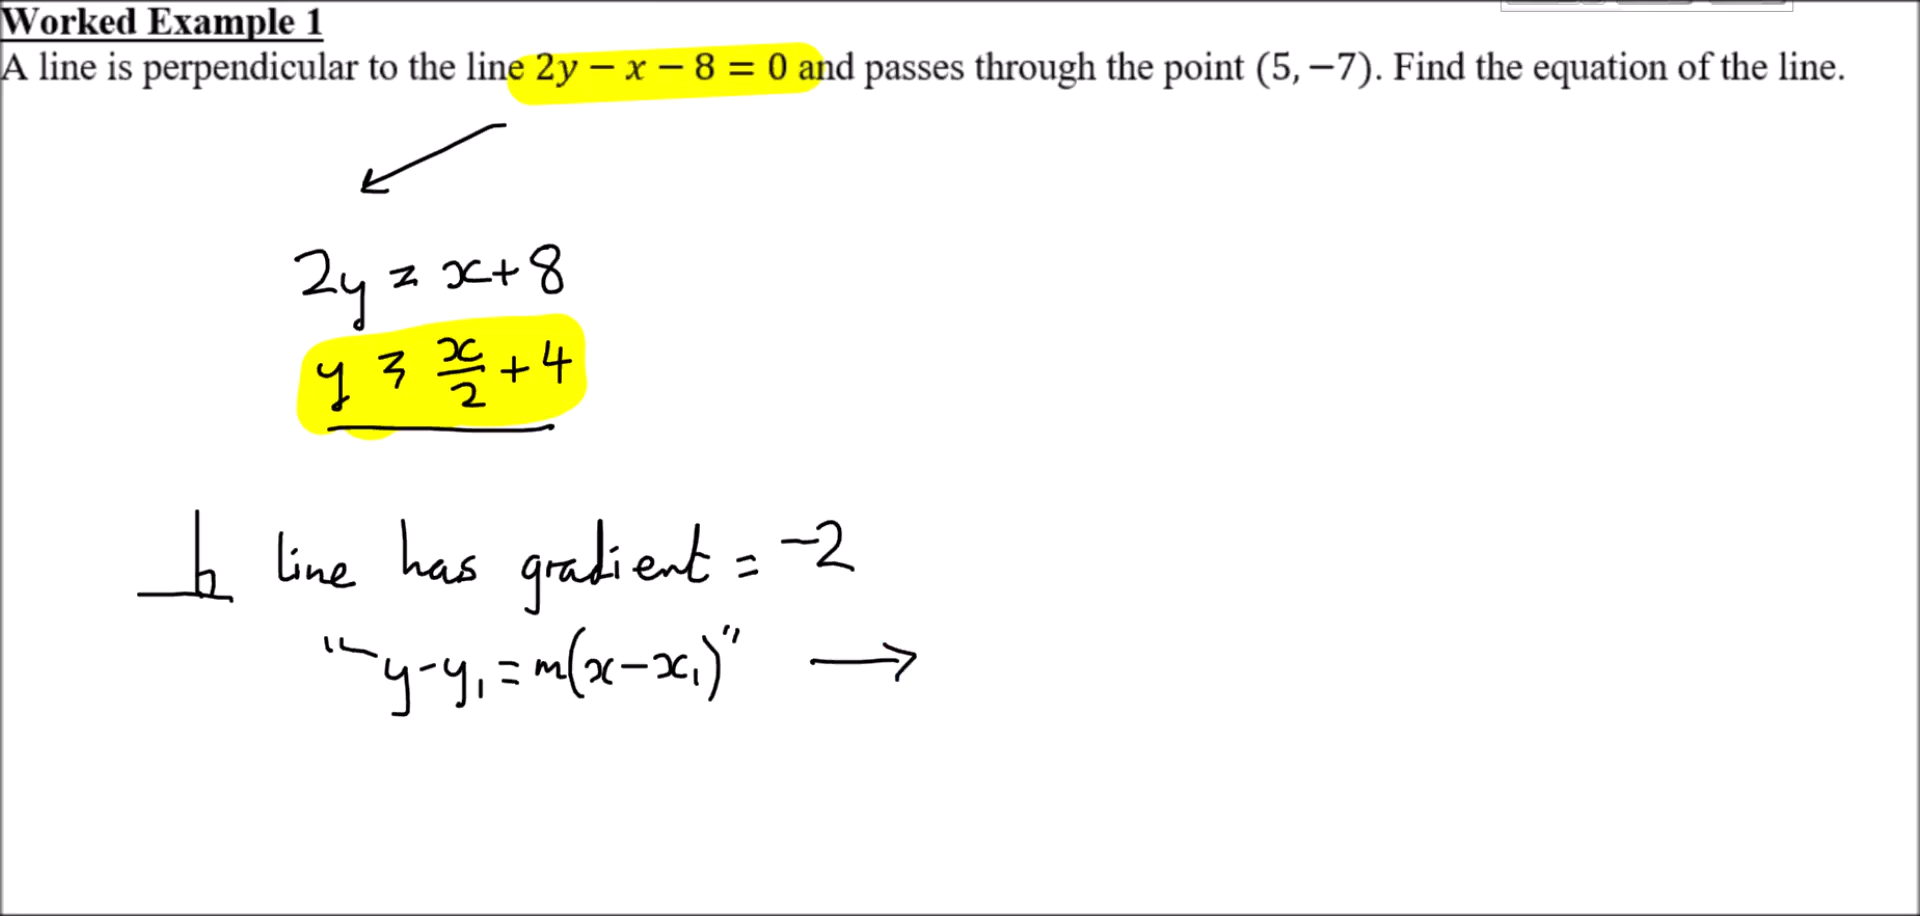 Worked Example 1
A line is perpendicular to the line 2y − x − 8 = 0 and passes through the point (5, −7). Find the equation of the line.
2y = x + 8
y = x/2 + 4
⊥ line has gradient = -2
"y - y₁ = m(x - x₁)" →